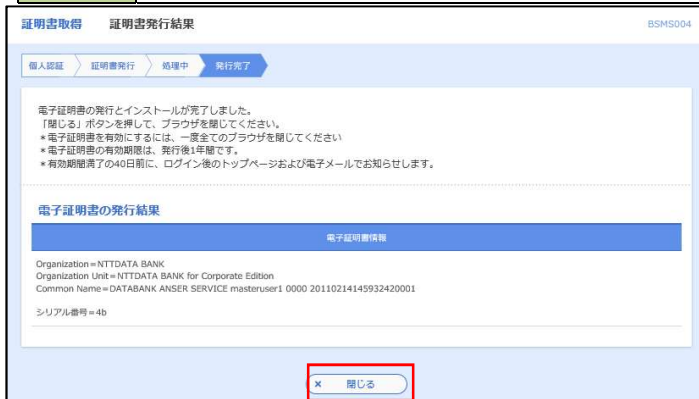 証明書取得 証明書発行結果 BSMS004
個人認証 証明書発行 処理中 発行完了
電子証明書の発行とインストールが完了しました。
「閉じる」ボタンを押して、ブラウザを閉じてください。
＊電子証明書を有効にするには、一度全てのブラウザを閉じてください
＊電子証明書の有効期限は、発行後1年間です。
＊有効期間満了の40日前に、ログイン後のトップページおよび電子メールでお知らせします。
電子証明書の発行結果
電子証明書情報
Organization＝NTTDATA BANK
Organization Unit＝NTTDATA BANK for Corporate Edition
Common Name＝DATABANK ANSER SERVICE masteruser1 0000 20110214145932420001
シリアル番号＝4b
× 閉じる